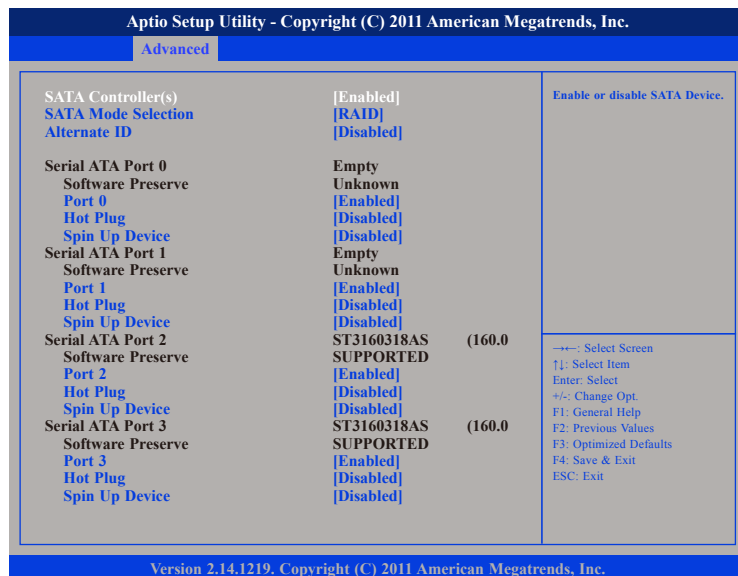 Aptio Setup Utility - Copyright (C) 2011 American Megatrends, Inc.
Advanced
SATA Controller(s) [Enabled]
SATA Mode Selection [RAID]
Alternate ID [Disabled]
Serial ATA Port 0 Empty
Software Preserve Unknown
Port 0 [Enabled]
Hot Plug [Disabled]
Spin Up Device [Disabled]
Serial ATA Port 1 Empty
Software Preserve Unknown
Port 1 [Enabled]
Hot Plug [Disabled]
Spin Up Device [Disabled]
Serial ATA Port 2 ST3160318AS (160.0
Software Preserve SUPPORTED
Port 2 [Enabled]
Hot Plug [Disabled]
Spin Up Device [Disabled]
Serial ATA Port 3 ST3160318AS (160.0
Software Preserve SUPPORTED
Port 3 [Enabled]
Hot Plug [Disabled]
Spin Up Device [Disabled]
Enable or disable SATA Device.
→←: Select Screen
↑↓: Select Item
Enter: Select
+/-: Change Opt.
F1: General Help
F2: Previous Values
F3: Optimized Defaults
F4: Save & Exit
ESC: Exit
Version 2.14.1219. Copyright (C) 2011 American Megatrends, Inc.